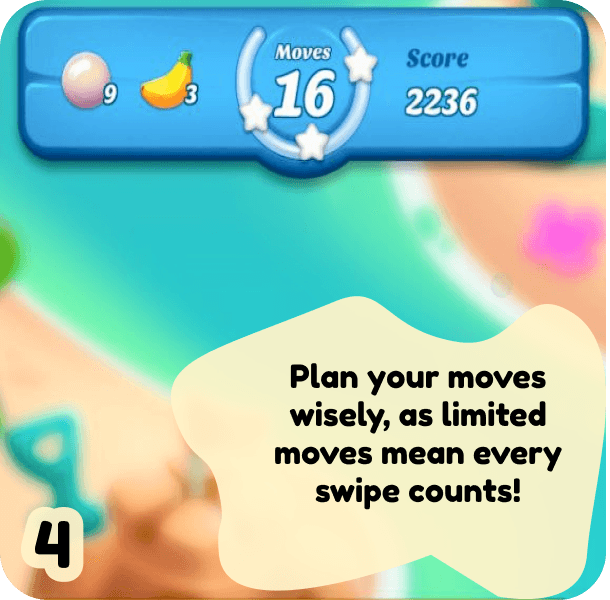 Moves
Score
9
3
16
2236
Plan your moves
wisely, as limited
moves mean every
swipe counts!
4